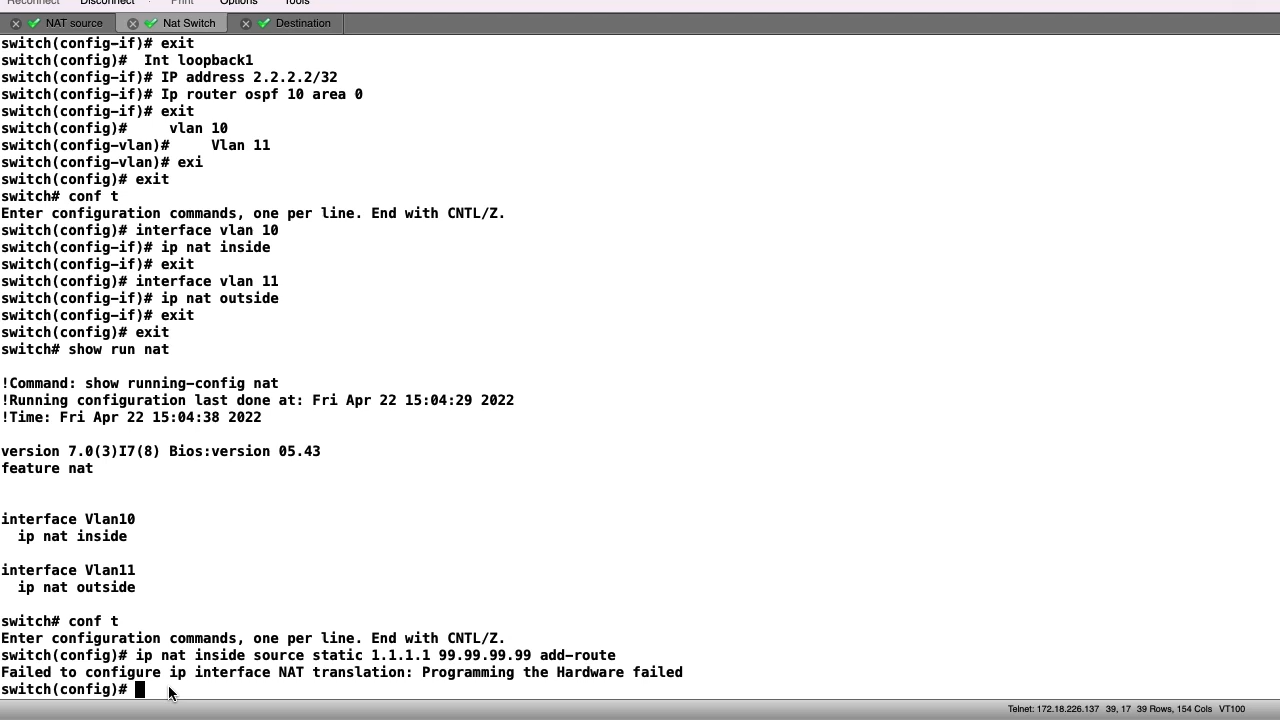 Reconnect Disconnect Print Options Tools
NAT source Nat Switch Destination
switch(config-if)# exit
switch(config)#  Int loopback1
switch(config-if)# IP address 2.2.2.2/32
switch(config-if)# Ip router ospf 10 area 0
switch(config-if)# exit
switch(config)#     vlan 10
switch(config-vlan)#     Vlan 11
switch(config-vlan)# exi
switch(config)# exit
switch# conf t
Enter configuration commands, one per line. End with CNTL/Z.
switch(config)# interface vlan 10
switch(config-if)# ip nat inside
switch(config-if)# exit
switch(config)# interface vlan 11
switch(config-if)# ip nat outside
switch(config-if)# exit
switch(config)# exit
switch# show run nat
!Command: show running-config nat
!Running configuration last done at: Fri Apr 22 15:04:29 2022
!Time: Fri Apr 22 15:04:38 2022
version 7.0(3)I7(8) Bios:version 05.43
feature nat
interface Vlan10
  ip nat inside
interface Vlan11
  ip nat outside
switch# conf t
Enter configuration commands, one per line. End with CNTL/Z.
switch(config)# ip nat inside source static 1.1.1.1 99.99.99.99 add-route
Failed to configure ip interface NAT translation: Programming the Hardware failed
switch(config)#
Telnet: 172.18.226.137 39, 17 39 Rows, 154 Cols VT100